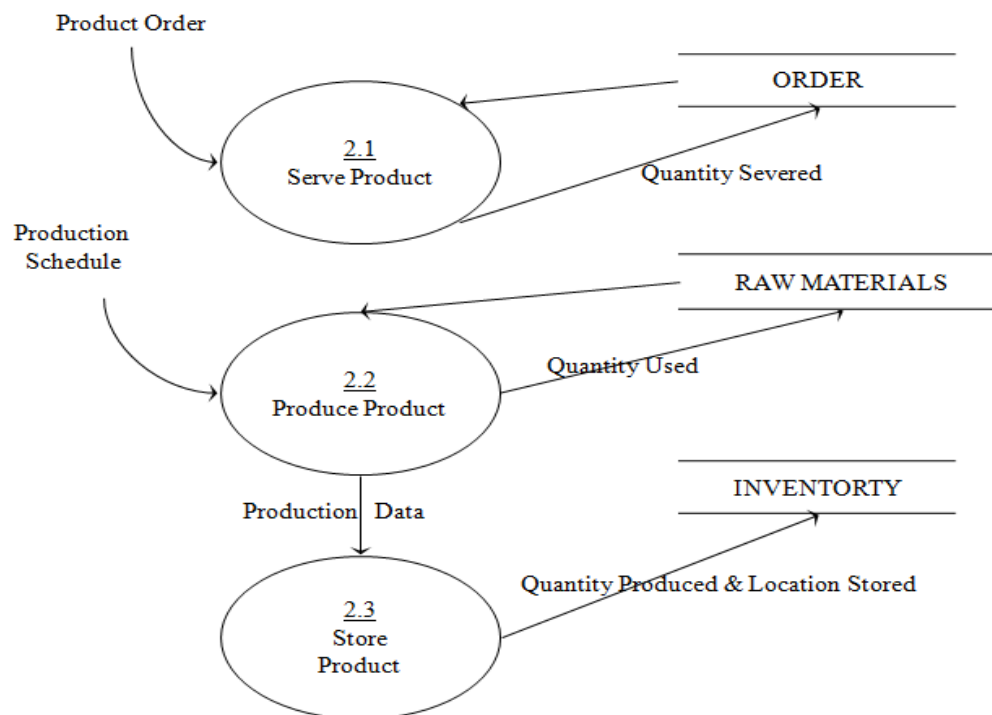 Product Order
ORDER
2.1
Serve Product
Quantity Severed
Production
Schedule
RAW MATERIALS
Quantity Used
2.2
Produce Product
INVENTORTY
Production Data
Quantity Produced & Location Stored
2.3
Store
Product